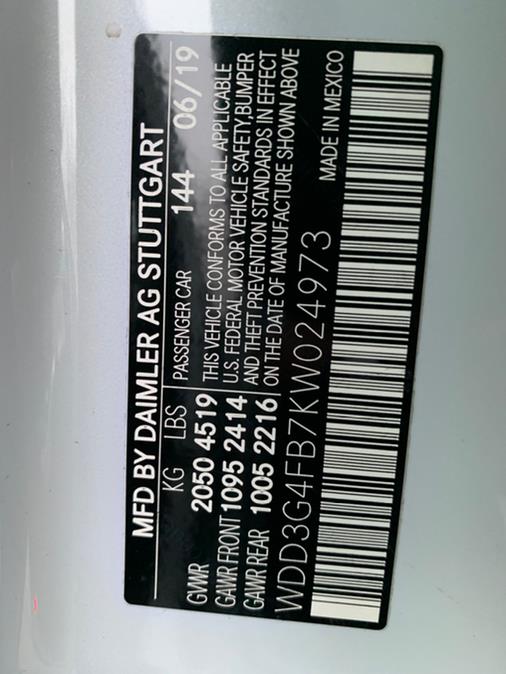 MFD BY DAIMLER AG STUTTGART
KG LBS PASSENGER CAR 144 06/19
GWR 2050 4519 THIS VEHICLE CONFORMS TO ALL APPLICABLE
GAWR FRONT 1095 2414 U.S. FEDERAL MOTOR VEHICLE SAFETY, BUMPER
GAWR REAR 1005 2216 AND THEFT PREVENTION STANDARDS IN EFFECT
ON THE DATE OF MANUFACTURE SHOWN ABOVE
WDD3G4FB7KW024973 MADE IN MEXICO